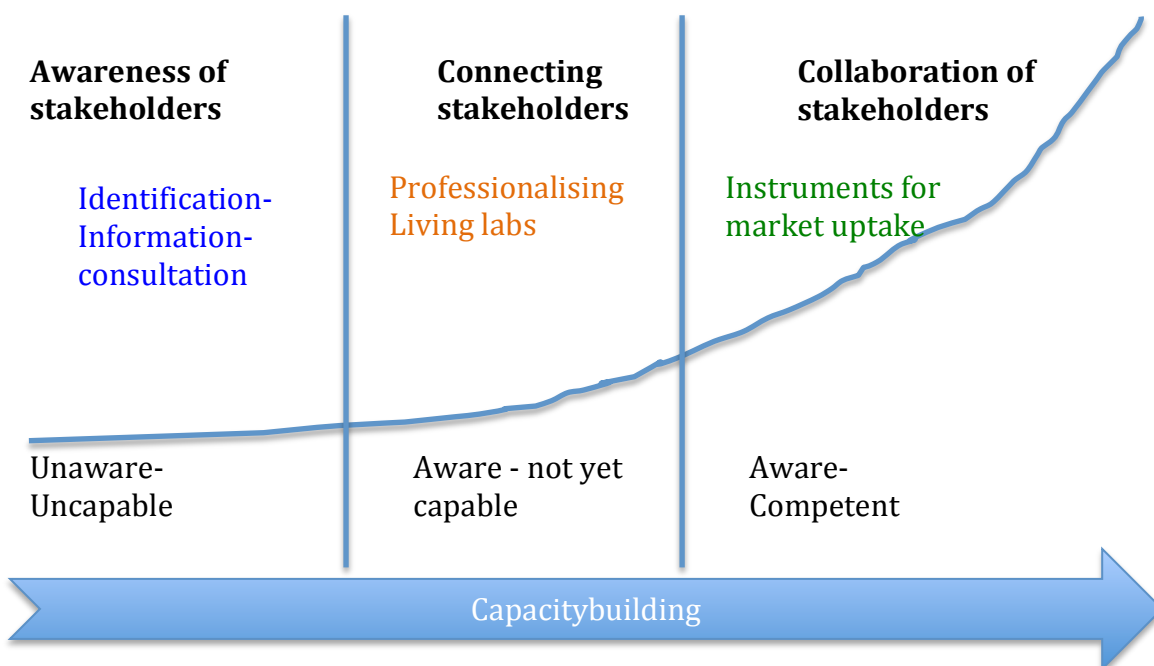 Awareness of
stakeholders
Connecting
stakeholders
Collaboration of
stakeholders
Identification-
Information-
consultation
Professionalising
Living labs
Instruments for
market uptake
Unaware-
Uncapable
Aware - not yet
capable
Aware-
Competent
Capacitybuilding